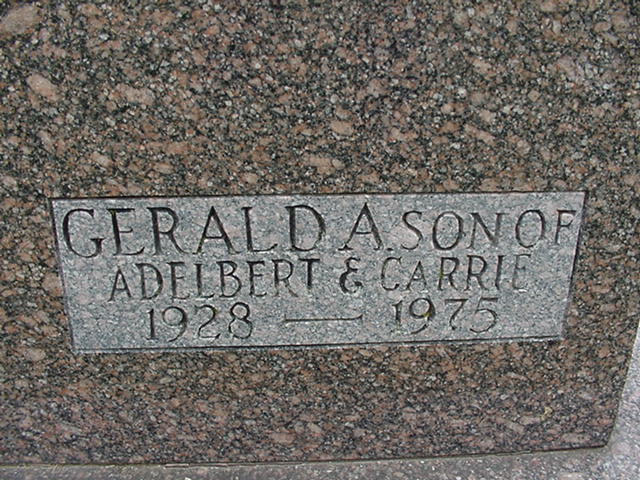 GERALD A. SON OF
ADELBERT & CARRIE
1928 — 1975